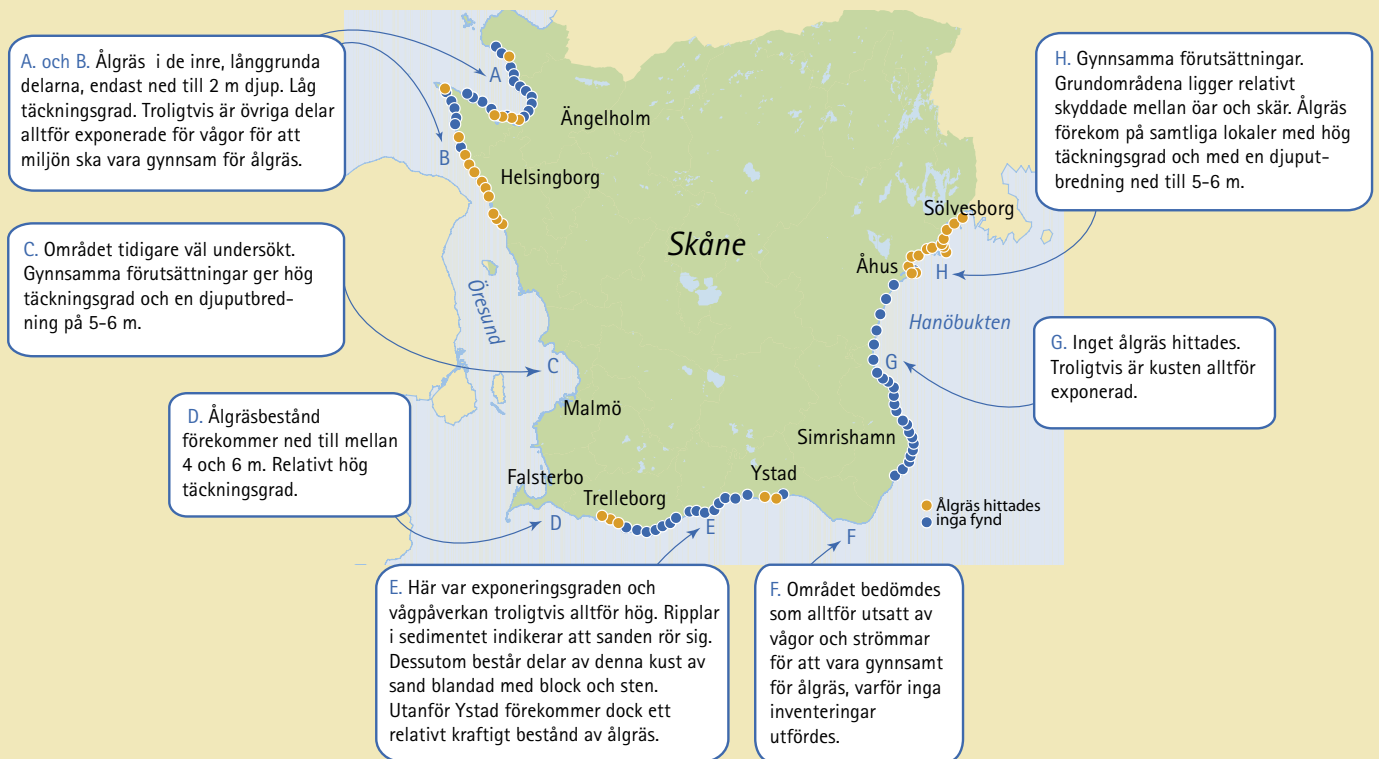 A. och B. Ålgräs i de inre, långgrunda
delarna, endast ned till 2 m djup. Låg
täckningsgrad. Troligtvis är övriga delar
alltför exponerade för vågor för att
miljön ska vara gynnsam för ålgräs.
C. Området tidigare väl undersökt.
Gynnsamma förutsättningar ger hög
täckningsgrad och en djuputbred-
ning på 5-6 m.
D. Ålgräsbestånd
förekommer ned till mellan
4 och 6 m. Relativt hög
täckningsgrad.
A
Ängelholm
B
Helsingborg
Skåne
Öresund
C
Malmö
Falsterbo
Trelleborg
D
E
Ystad
F
Simrishamn
G
Hanöbukten
Åhus
H
Sölvesborg
Ålgräs hittades
inga fynd
H. Gynnsamma förutsättningar.
Grundområdena ligger relativt
skyddade mellan öar och skär. Ålgräs
förekom på samtliga lokaler med hög
täckningsgrad och med en djuput-
bredning ned till 5-6 m.
G. Inget ålgräs hittades.
Troligtvis är kusten alltför
exponerad.
E. Här var exponeringsgraden och
vågpåverkan troligtvis alltför hög. Ripplar
i sedimentet indikerar att sanden rör sig.
Dessutom består delar av denna kust av
sand blandad med block och sten.
Utanför Ystad förekommer dock ett
relativt kraftigt bestånd av ålgräs.
F. Området bedömdes
som alltför utsatt av
vågor och strömmar
för att vara gynnsamt
för ålgräs, varför inga
inventeringar
utfördes.